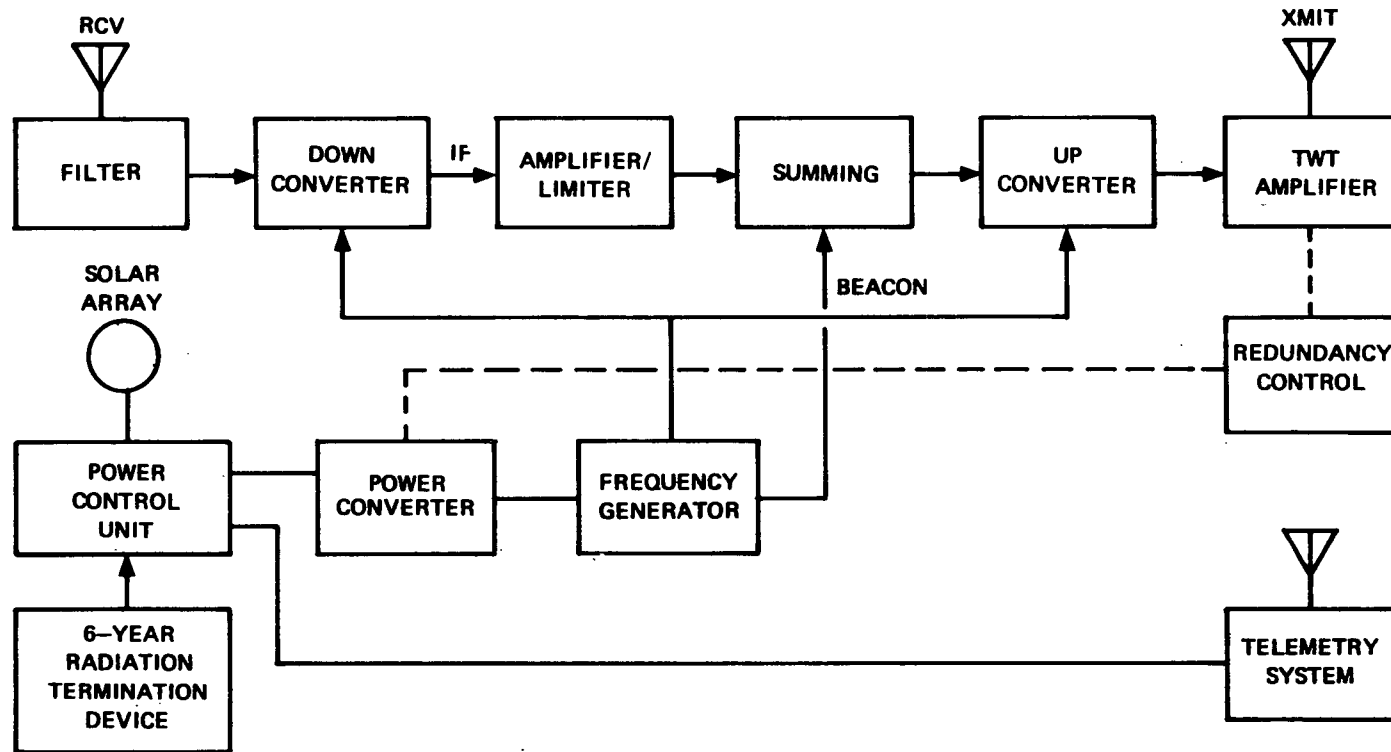 RCV
XMIT
FILTER
DOWN
CONVERTER
IF
AMPLIFIER/
LIMITER
SUMMING
UP
CONVERTER
TWT
AMPLIFIER
SOLAR
ARRAY
BEACON
REDUNDANCY
CONTROL
POWER
CONTROL
UNIT
POWER
CONVERTER
FREQUENCY
GENERATOR
6–YEAR
RADIATION
TERMINATION
DEVICE
TELEMETRY
SYSTEM